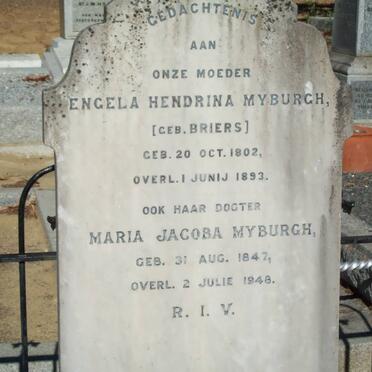 GEDACHTENIS
AAN
ONZE MOEDER
ENGELA HENDRINA MYBURGH,
[GEB. BRIERS]
GEB. 20 OCT. 1802,
OVERL. 1 JUNIJ 1893.
OOK HAAR DOGTER
MARIA JACOBA MYBURGH,
GEB. 31 AUG. 1847,
OVERL. 2 JULIE 1948.
R. I. V.